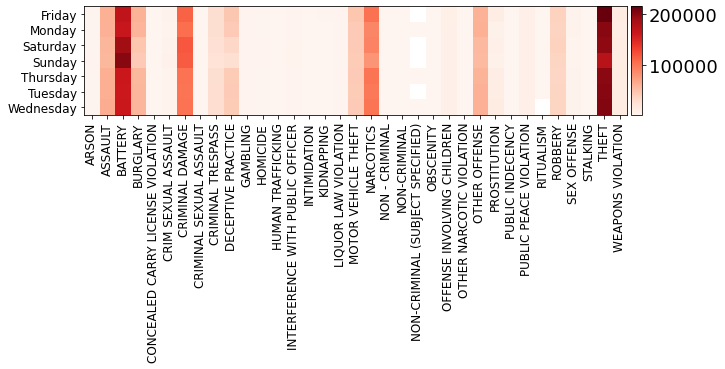 Friday
Monday
Saturday
Sunday
Thursday
Tuesday
Wednesday
200000
100000
ARSON
ASSAULT
BATTERY
BURGLARY
CONCEALED CARRY LICENSE VIOLATION
CRIM SEXUAL ASSAULT
CRIMINAL DAMAGE
CRIMINAL SEXUAL ASSAULT
CRIMINAL TRESPASS
DECEPTIVE PRACTICE
GAMBLING
HOMICIDE
HUMAN TRAFFICKING
INTERFERENCE WITH PUBLIC OFFICER
INTIMIDATION
KIDNAPPING
LIQUOR LAW VIOLATION
MOTOR VEHICLE THEFT
NARCOTICS
NON - CRIMINAL
NON-CRIMINAL
NON-CRIMINAL (SUBJECT SPECIFIED)
OBSCENITY
OFFENSE INVOLVING CHILDREN
OTHER NARCOTIC VIOLATION
OTHER OFFENSE
PROSTITUTION
PUBLIC INDECENCY
PUBLIC PEACE VIOLATION
RITUALISM
ROBBERY
SEX OFFENSE
STALKING
THEFT
WEAPONS VIOLATION